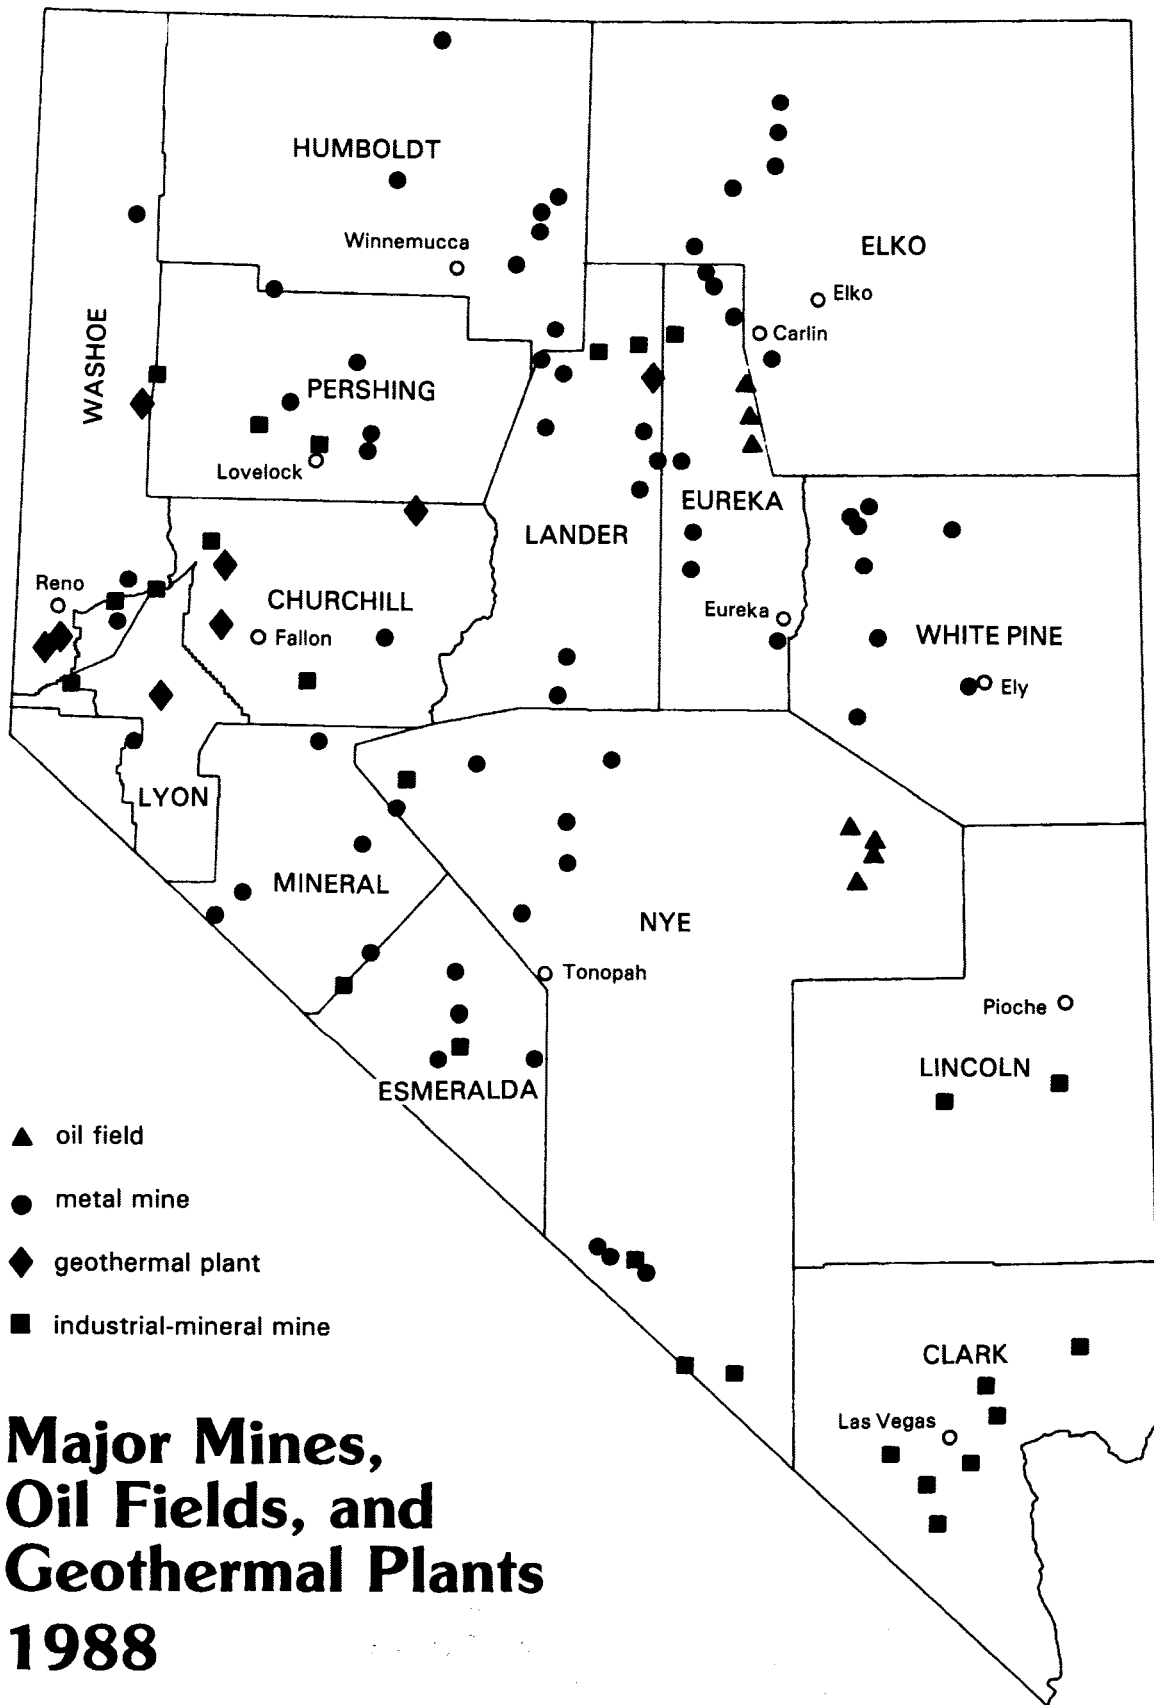 HUMBOLDT
Winnemucca
ELKO
Elko
Carlin
WASHOE
PERSHING
Lovelock
EUREKA
LANDER
Reno
CHURCHILL
Fallon
Eureka
WHITE PINE
Ely
LYON
MINERAL
NYE
Tonopah
Pioche
LINCOLN
ESMERALDA
oil field
metal mine
geothermal plant
industrial-mineral mine
CLARK
Las Vegas
Major Mines,
Oil Fields, and
Geothermal Plants
1988